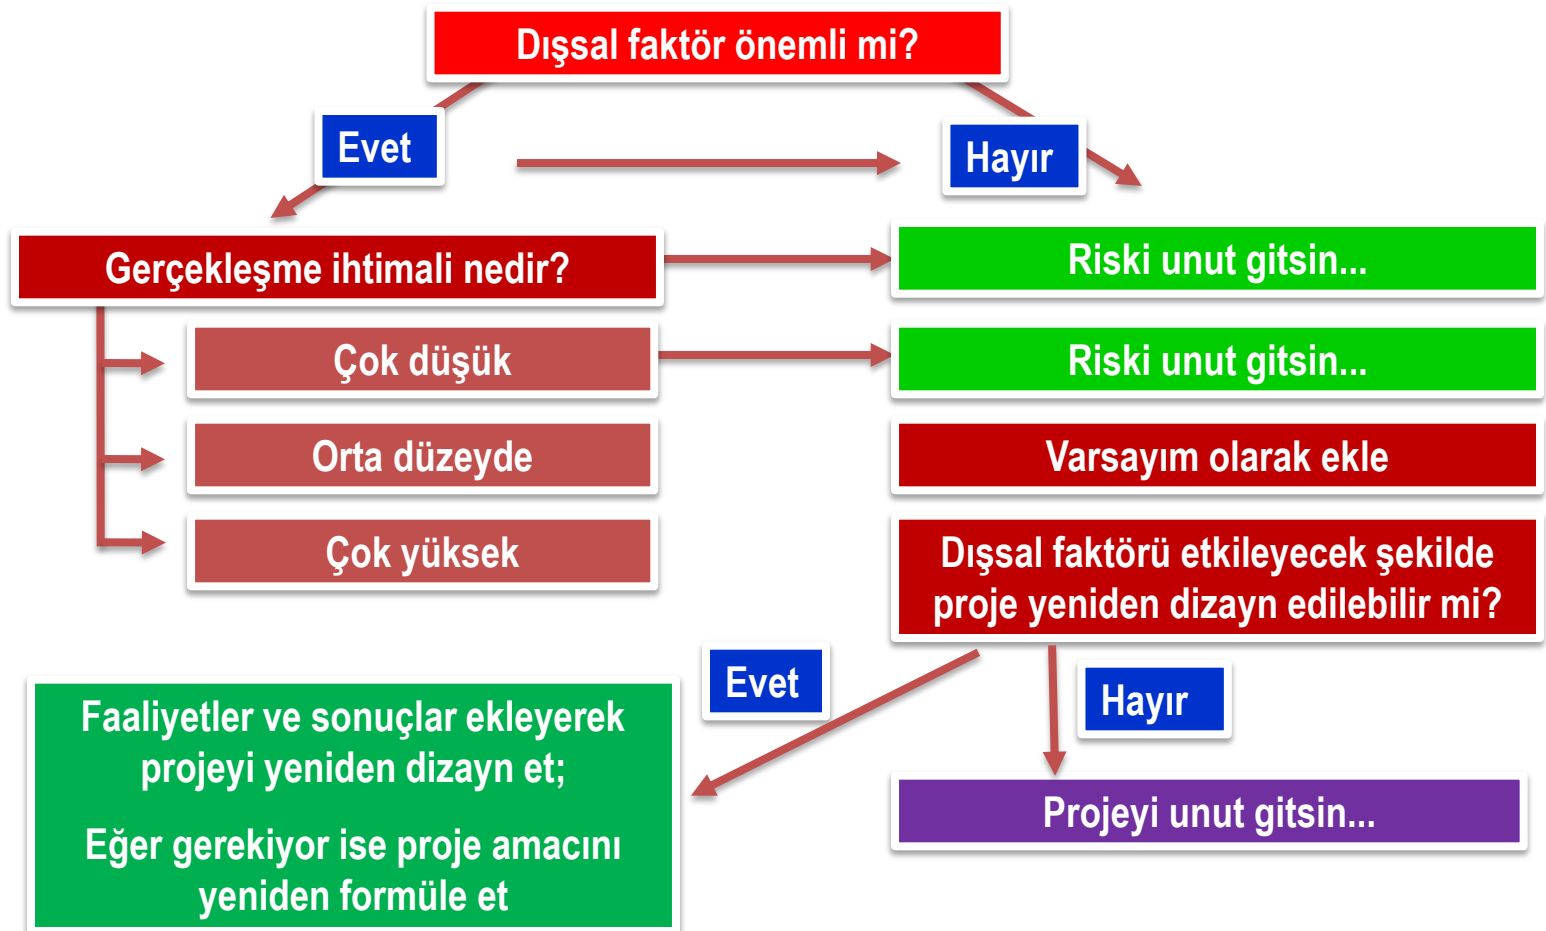 Dışsal faktör önemli mi?
Evet
Hayır
Gerçekleşme ihtimali nedir?
Riski unut gitsin...
Çok düşük
Riski unut gitsin...
Orta düzeyde
Varsayım olarak ekle
Çok yüksek
Dışsal faktörü etkileyecek şekilde
proje yeniden dizayn edilebilir mi?
Evet
Hayır
Faaliyetler ve sonuçlar ekleyerek
projeyi yeniden dizayn et;
Eğer gerekiyor ise proje amacını
yeniden formüle et
Projeyi unut gitsin...